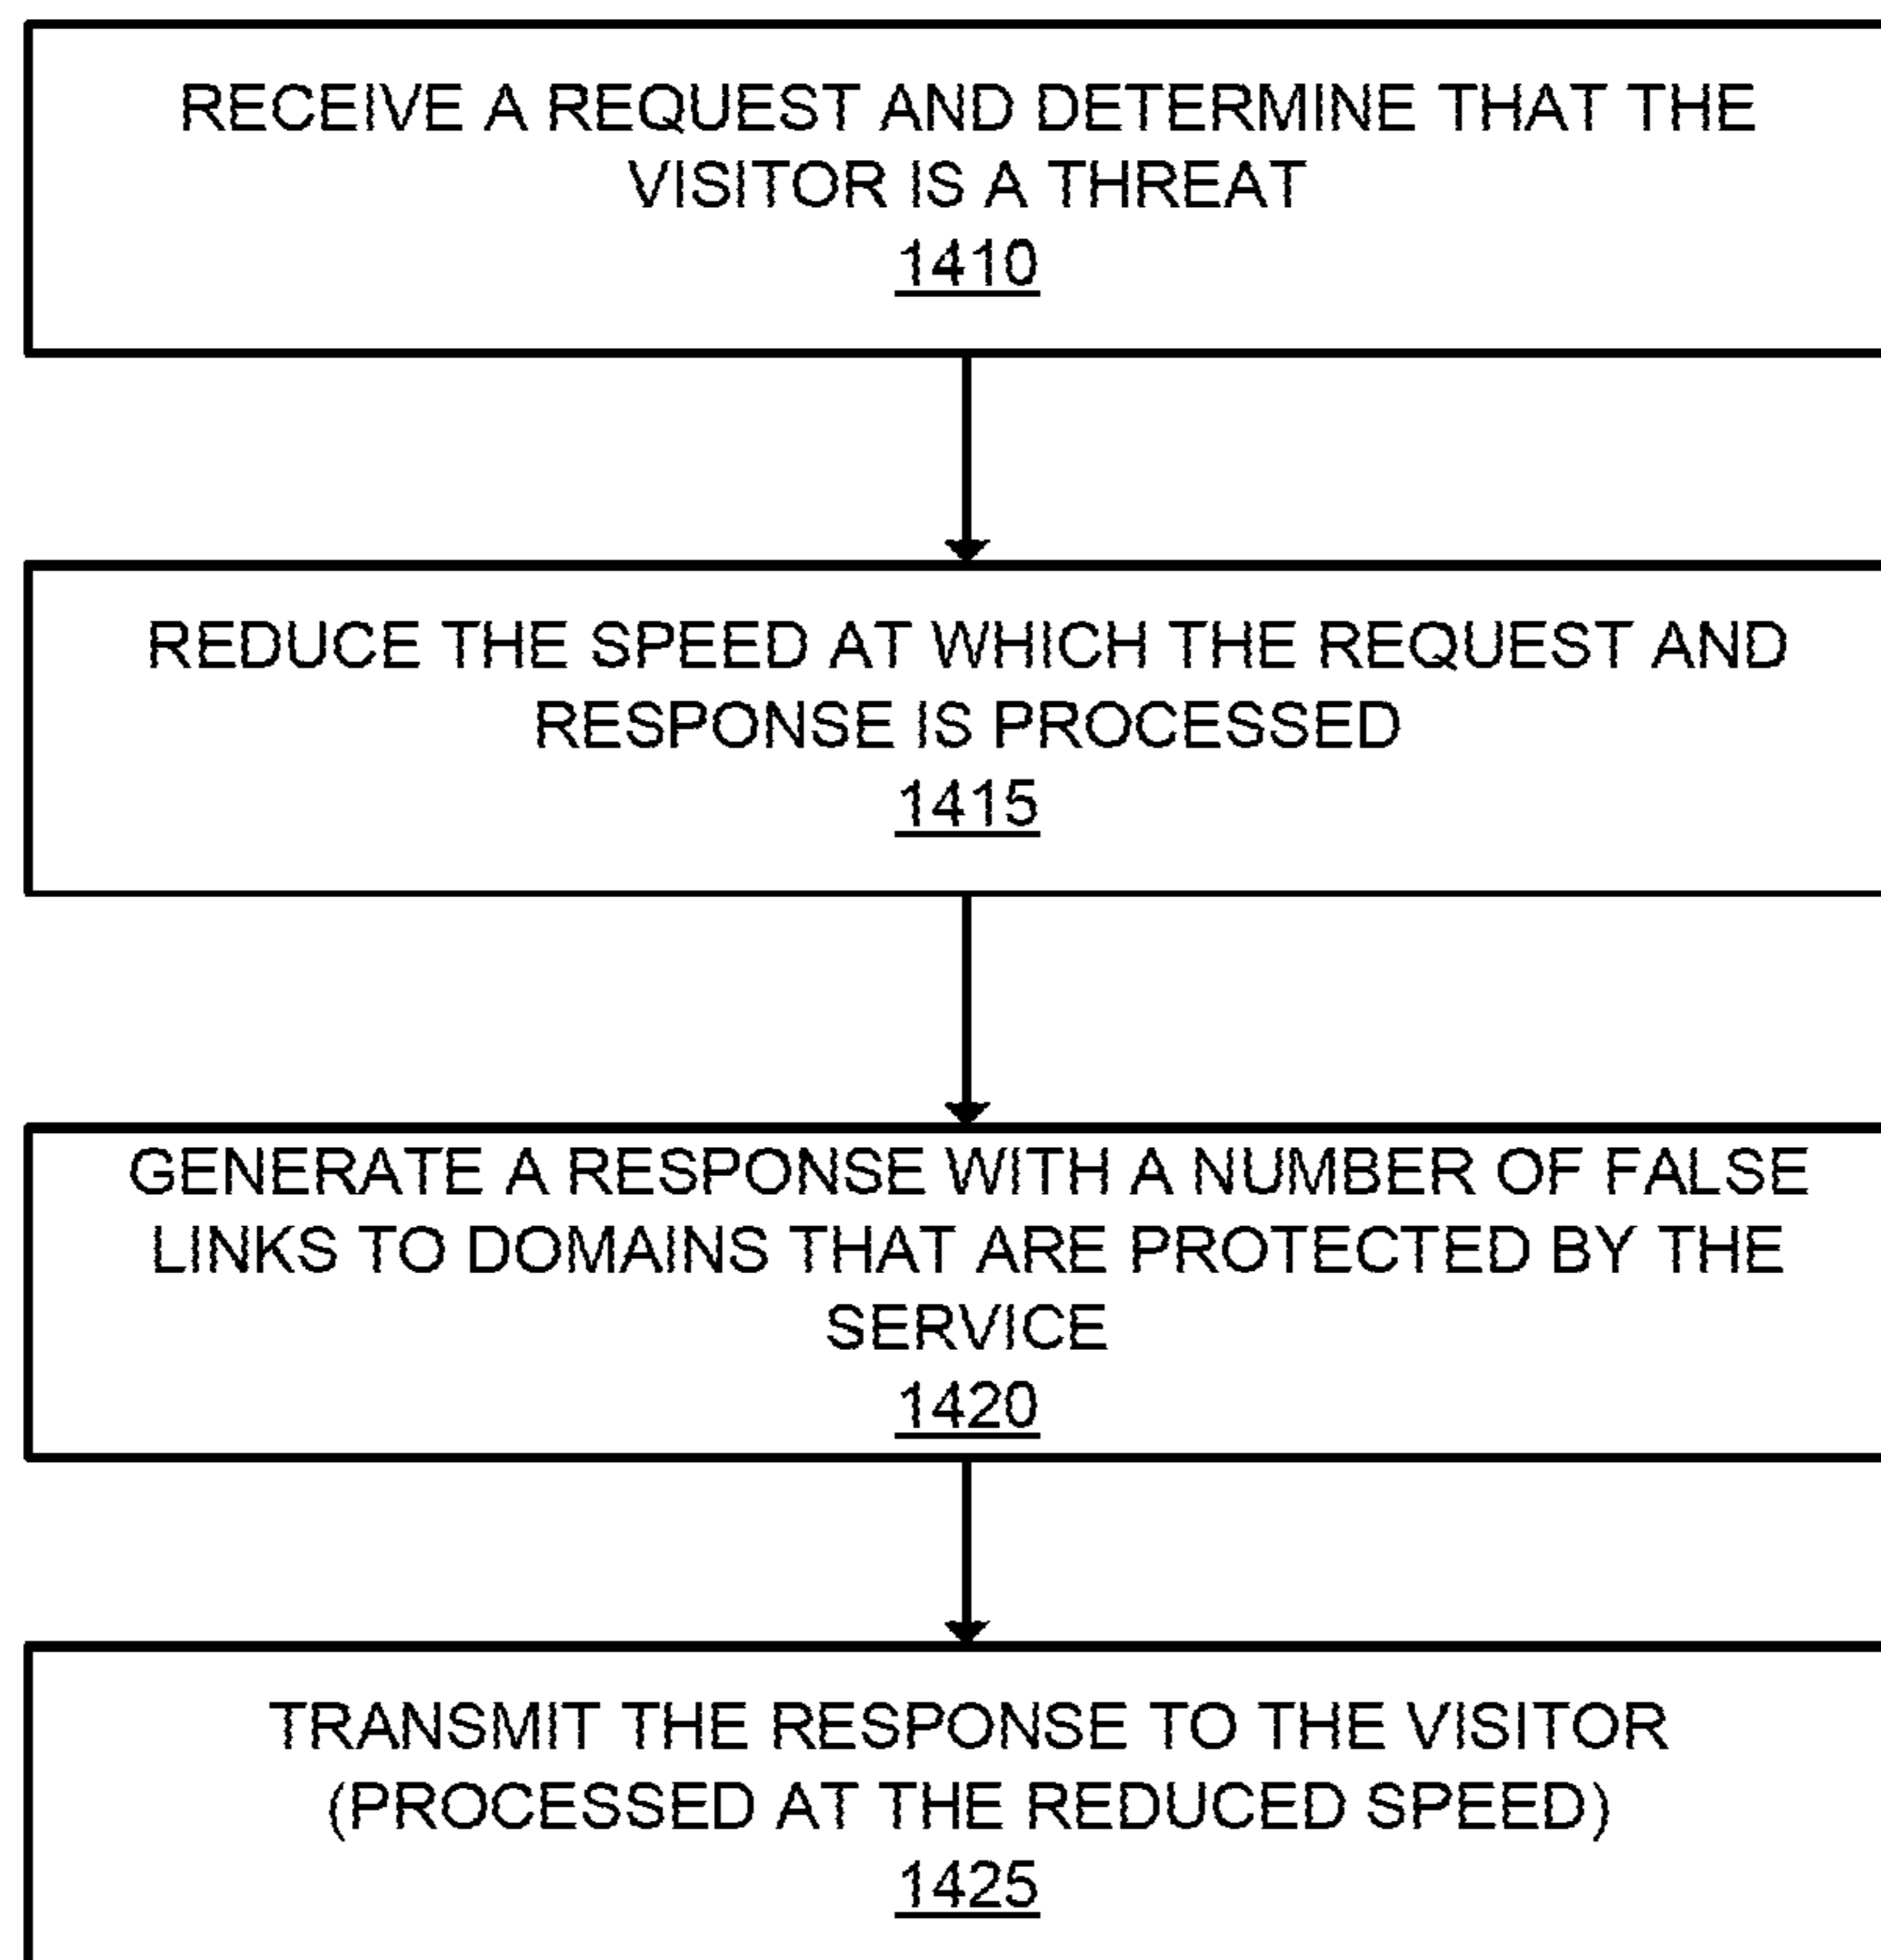 RECEIVE A REQUEST AND DETERMINE THAT THE
VISITOR IS A THREAT
1410
REDUCE THE SPEED AT WHICH THE REQUEST AND
RESPONSE IS PROCESSED
1415
GENERATE A RESPONSE WITH A NUMBER OF FALSE
LINKS TO DOMAINS THAT ARE PROTECTED BY THE
SERVICE
1420
TRANSMIT THE RESPONSE TO THE VISITOR
(PROCESSED AT THE REDUCED SPEED)
1425